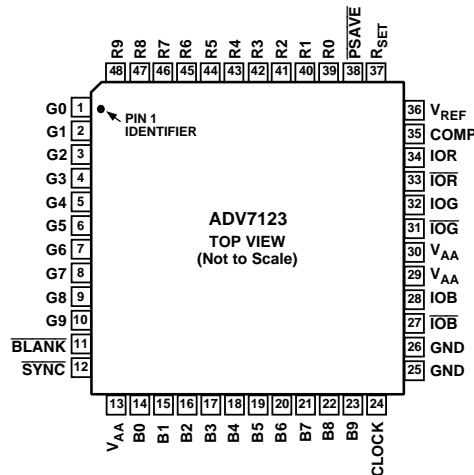 R9 R8 R7 R6 R5 R4 R3 R2 R1 R0 PSAVE RSET
48 47 46 45 44 43 42 41 40 39 38 37
G0 1
G1 2
G2 3
G3 4
G4 5
G5 6
G6 7
G7 8
G8 9
G9 10
BLANK 11
SYNC 12
PIN 1
IDENTIFIER
ADV7123
TOP VIEW
(Not to Scale)
36 VREF
35 COMP
34 IOR
33 IOR
32 IOG
31 IOG
30 VAA
29 VAA
28 IOB
27 IOB
26 GND
25 GND
13 14 15 16 17 18 19 20 21 22 23 24
VAA B0 B1 B2 B3 B4 B5 B6 B7 B8 B9 CLOCK